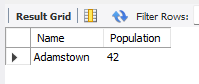 Result Grid Filter Rows:
Name Population
Adamstown 42